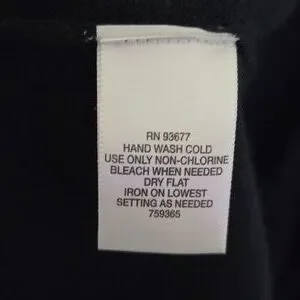 RN 93677
HAND WASH COLD
USE ONLY NON-CHLORINE
BLEACH WHEN NEEDED
DRY FLAT
IRON ON LOWEST
SETTING AS NEEDED
759365